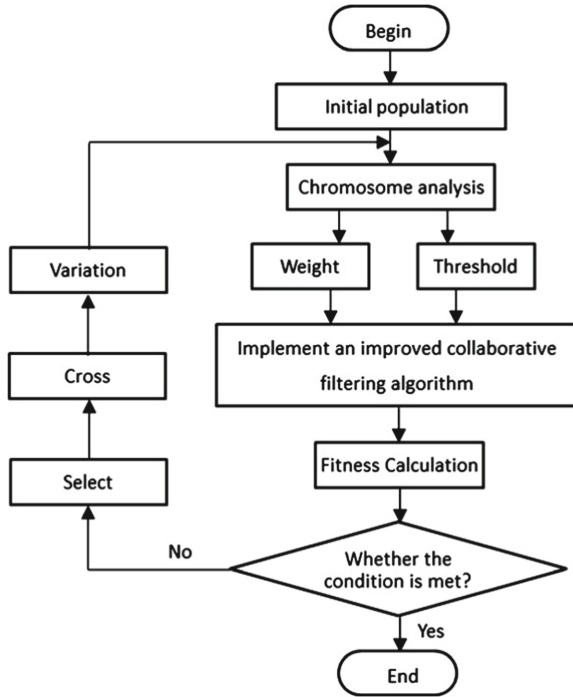 Begin
Initial population
Chromosome analysis
Weight
Threshold
Implement an improved collaborative
filtering algorithm
Fitness Calculation
Whether the
condition is met?
No
Select
Cross
Variation
Yes
End